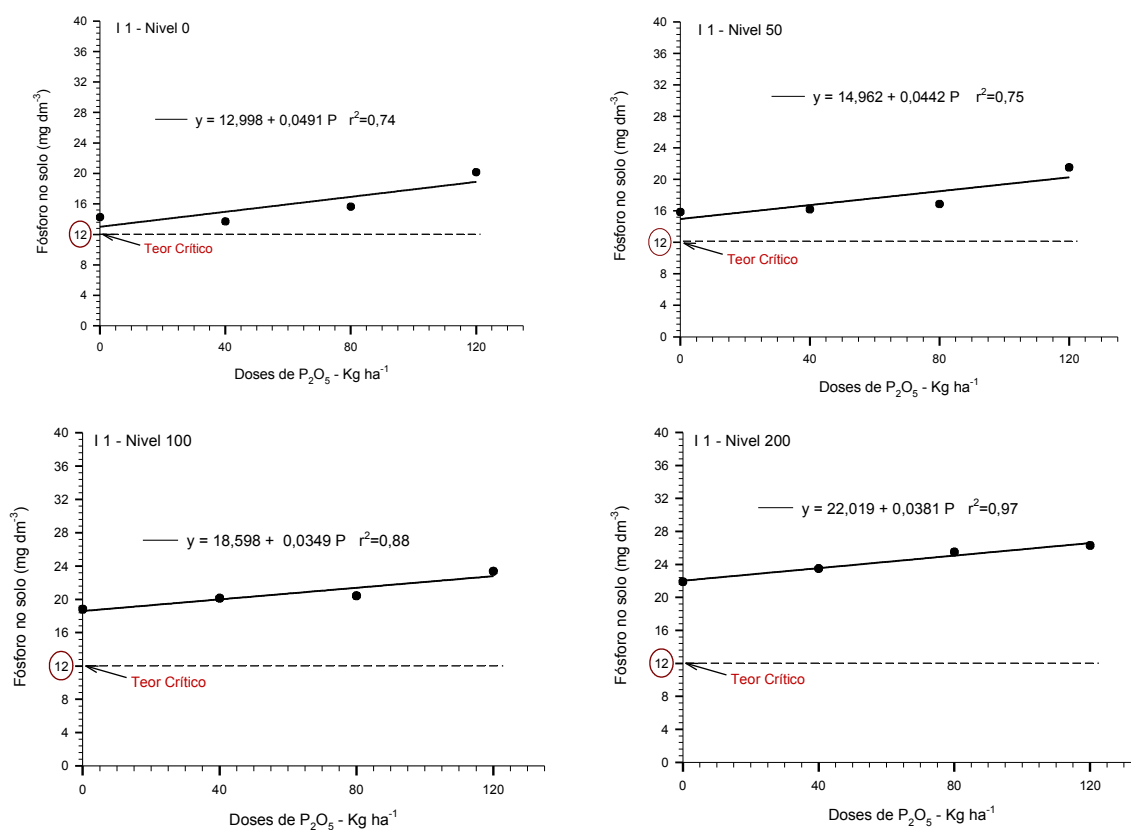 I 1 - Nivel 0
Fósforo no solo (mg dm-3)
40
36
32
28
24
20
16
12
8
4
0
y = 12,998 + 0,0491 P r²=0,74
Teor Crítico
0 40 80 120
Doses de P₂O₅ - Kg ha-1
I 1 - Nivel 50
Fósforo no solo (mg dm-3)
40
36
32
28
24
20
16
12
8
4
0
y = 14,962 + 0,0442 P r²=0,75
Teor Crítico
0 40 80 120
Doses de P₂O₅ - Kg ha-1
I 1 - Nivel 100
Fósforo no solo (mg dm-3)
40
36
32
28
24
20
16
12
8
4
0
y = 18,598 + 0,0349 P r²=0,88
Teor Crítico
0 40 80 120
Doses de P₂O₅ - Kg ha-1
I 1 - Nivel 200
Fósforo no solo (mg dm-3)
40
36
32
28
24
20
16
12
8
4
0
y = 22,019 + 0,0381 P r²=0,97
Teor Crítico
0 40 80 120
Doses de P₂O₅ - Kg ha-1